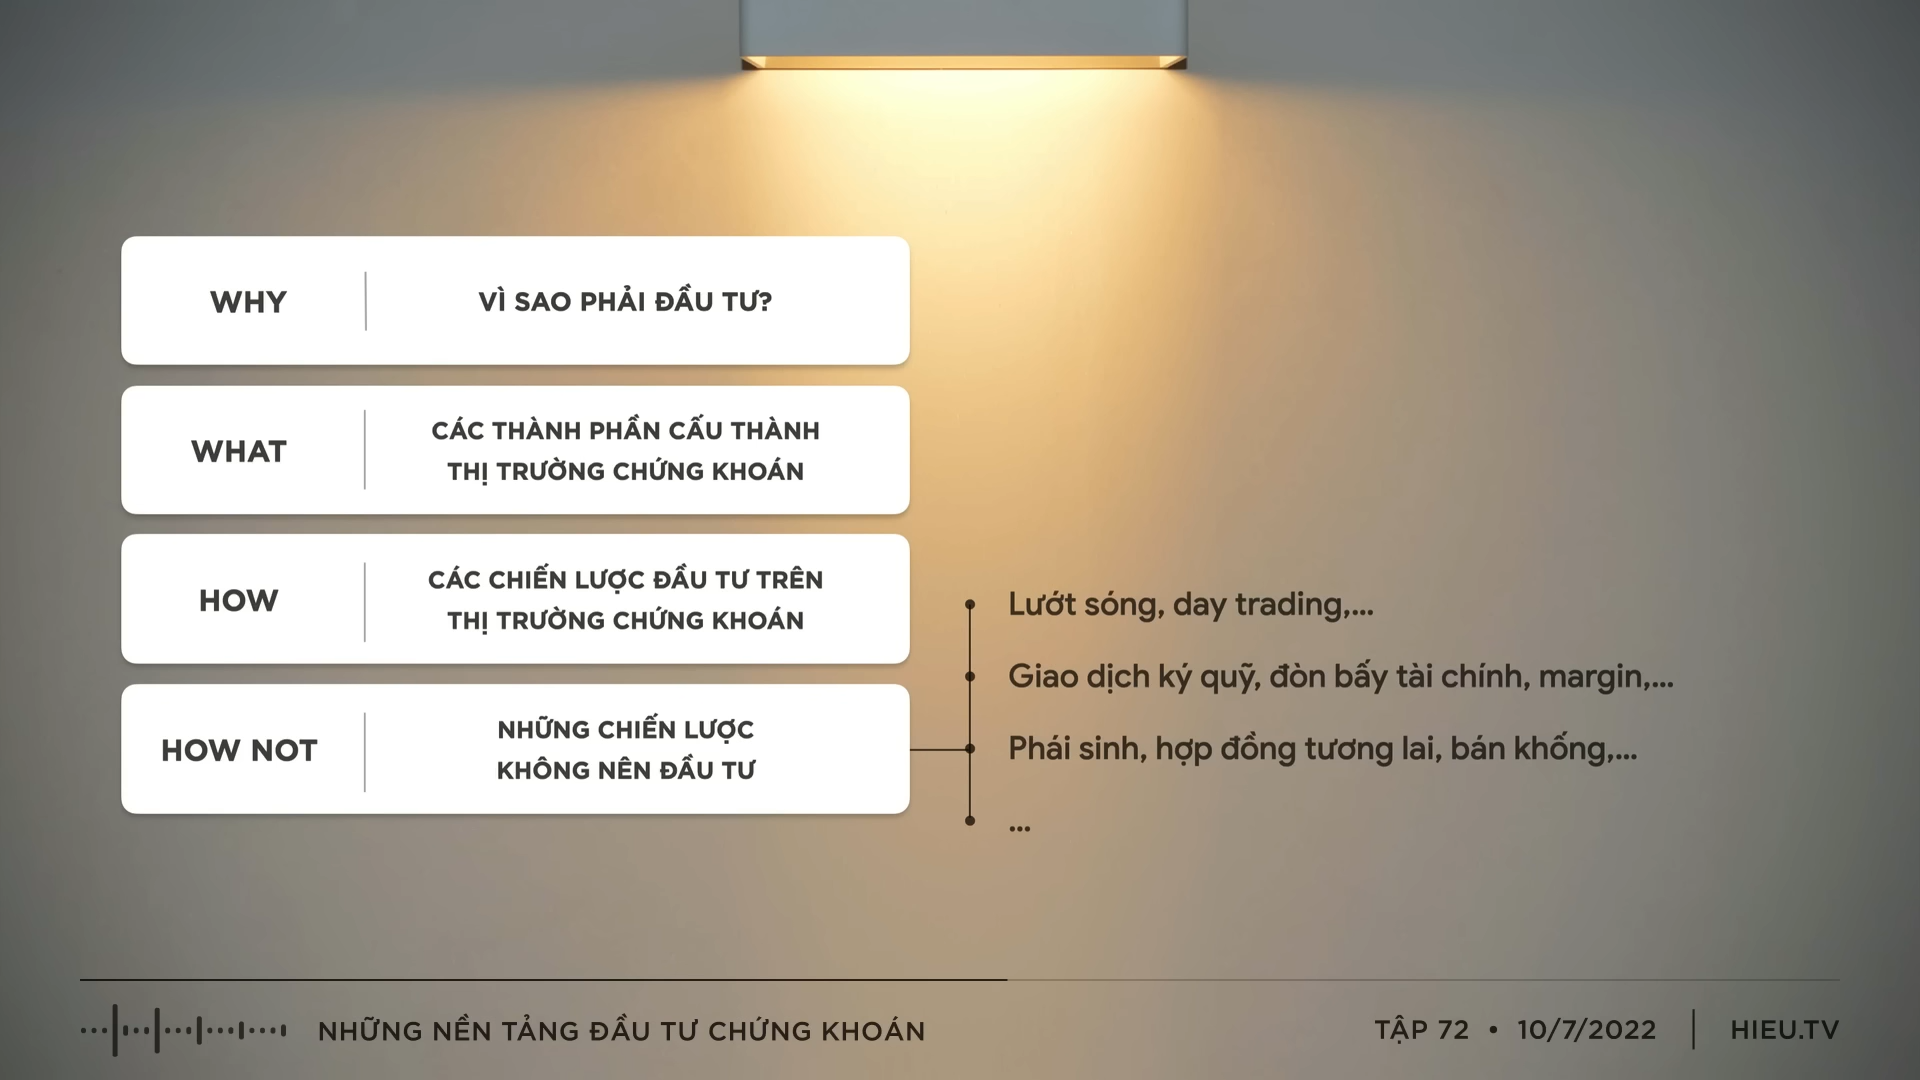 WHY
VÌ SAO PHẢI ĐẦU TƯ?
WHAT
CÁC THÀNH PHẦN CẤU THÀNH
THỊ TRƯỜNG CHỨNG KHOÁN
HOW
CÁC CHIẾN LƯỢC ĐẦU TƯ TRÊN
THỊ TRƯỜNG CHỨNG KHOÁN
HOW NOT
NHỮNG CHIẾN LƯỢC
KHÔNG NÊN ĐẦU TƯ
Lướt sóng, day trading,...
Giao dịch ký quỹ, đòn bẩy tài chính, margin,...
Phái sinh, hợp đồng tương lai, bán khống,...
...
NHỮNG NỀN TẢNG ĐẦU TƯ CHỨNG KHOÁN
TẬP 72 • 10/7/2022 | HIEU.TV